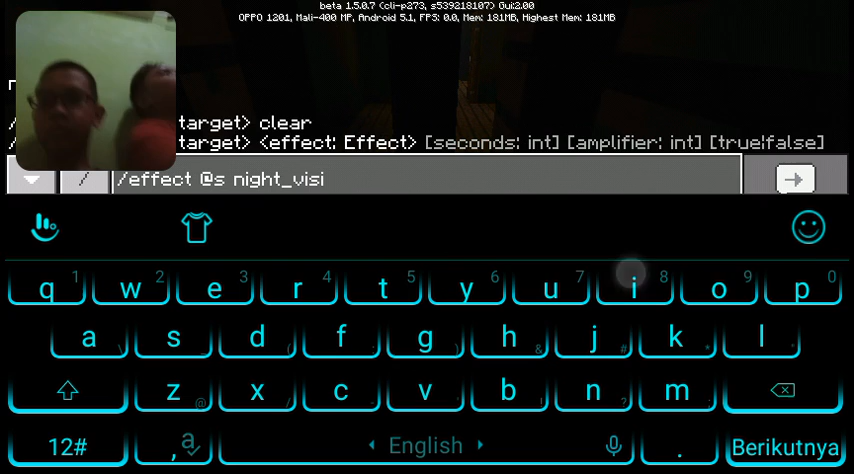 beta 1.5.0.7 (cli-p273, s539218107) Gui:2.00
OPPO 1201, Mali-400 MP, Android 5.1, FPS: 0.0, Mem: 181MB, Highest Mem: 181MB
target> clear
target> <effect: Effect> [seconds: int] [amplifier: int] [true|false]
/ /effect @s night_visi
q 1 w 2 e 3 r 4 t 5 y 6 u 7 i 8 o 9 p 0
a \ s _ d ( f g ) h & j # k * l
z @ x / c v b ! n ? m
12# , a English . Berikutnya